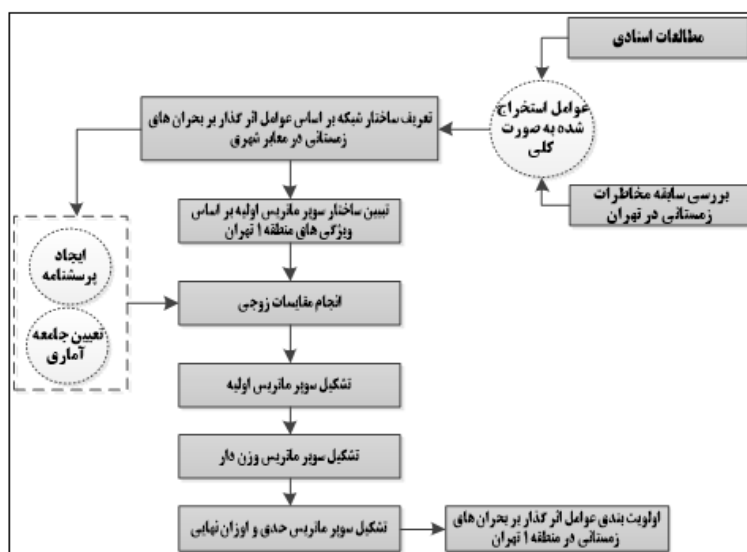 مطالعات اسنادی
عوامل استخراج
شده به صورت
کلی
بررسی سابقه مخاطرات
زمستانی در تهران
تعریف ساختار شبکه بر اساس عوامل اثر گذار بر بحران های
زمستانی در معابر شهری
تبیین ساختار سوپر ماتریس اولیه بر اساس
ویژگی های منطقه ۱ تهران
ایجاد
پرسشنامه
تعیین جامعه
آماری
انجام مقایسات زوجی
تشکیل سوپر ماتریس اولیه
تشکیل سوپر ماتریس وزن دار
تشکیل سوپر ماتریس حدی و اوزان نهایی
اولویت بندی عوامل اثر گذار بر بحران های
زمستانی در منطقه ۱ تهران